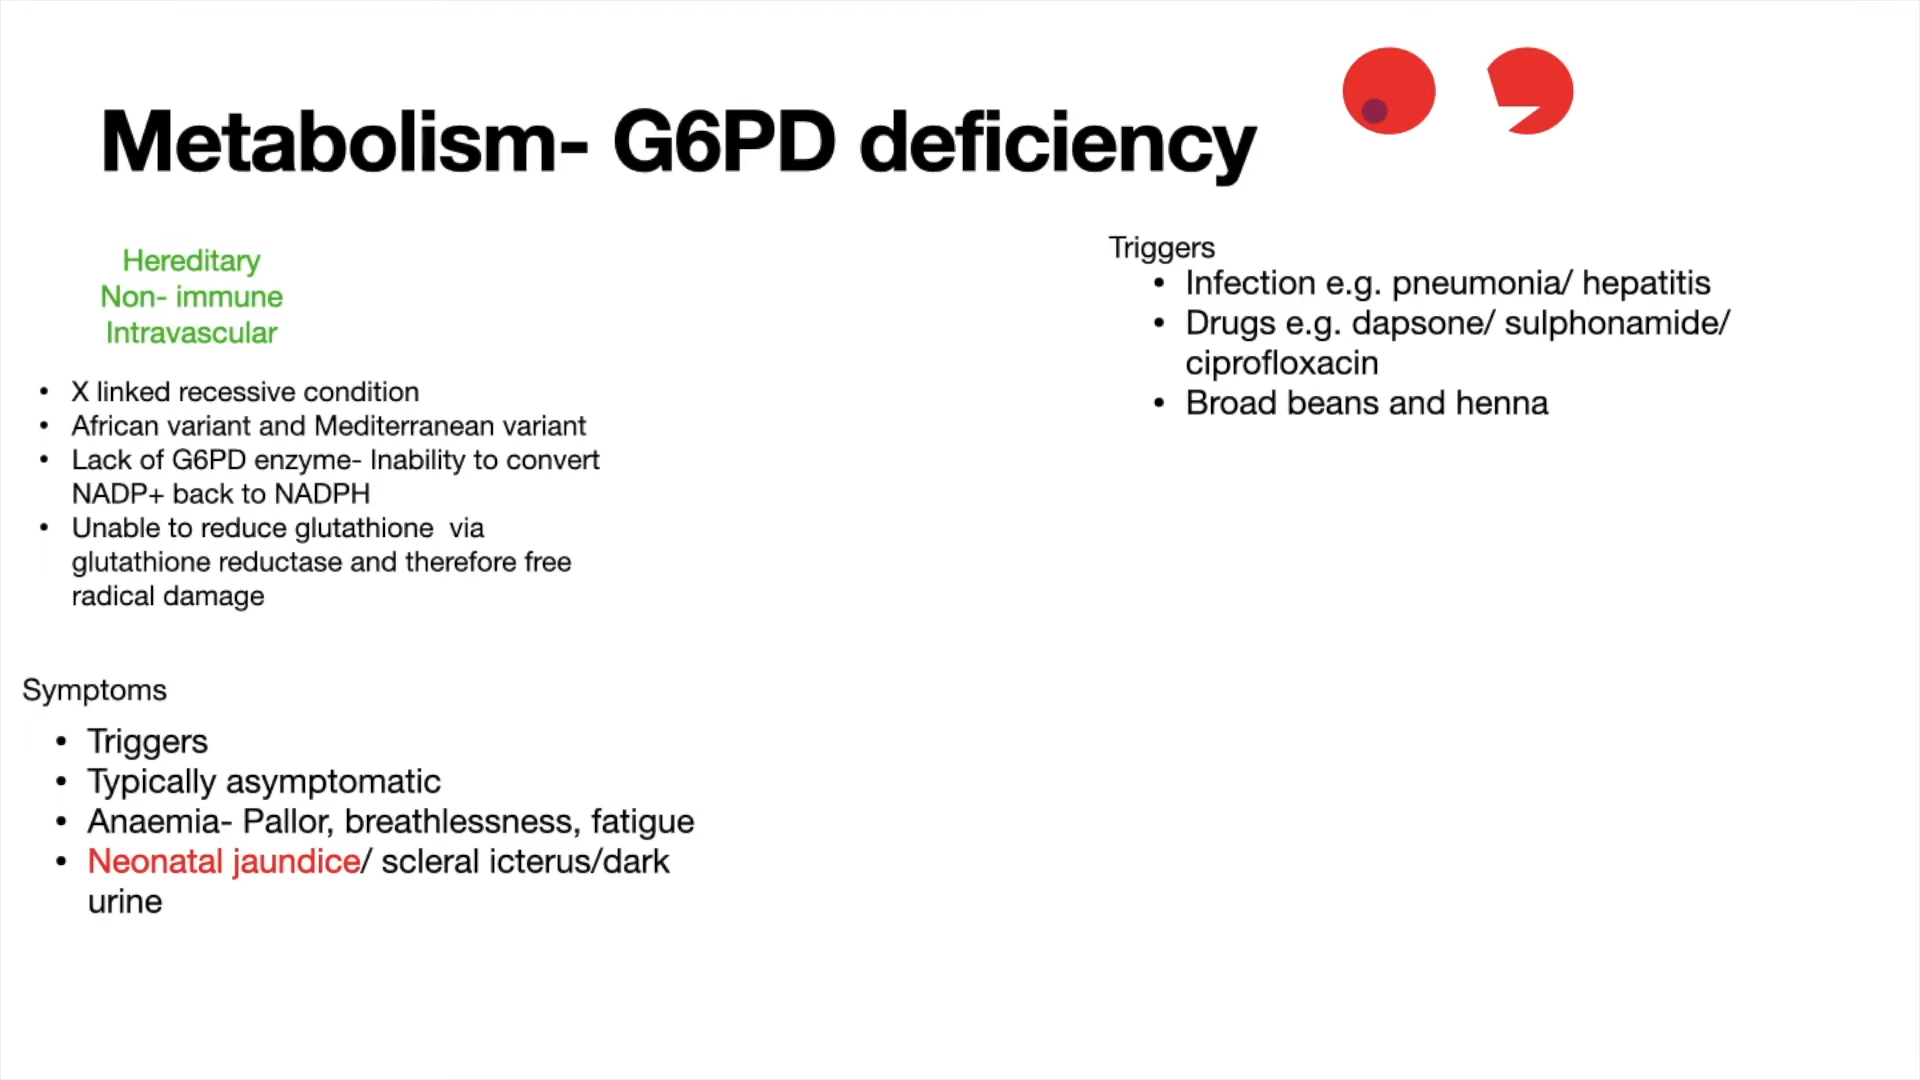 Metabolism- G6PD deficiency
Hereditary
Non- immune
Intravascular
• X linked recessive condition
• African variant and Mediterranean variant
• Lack of G6PD enzyme- Inability to convert
NADP+ back to NADPH
• Unable to reduce glutathione  via
glutathione reductase and therefore free
radical damage
Symptoms
• Triggers
• Typically asymptomatic
• Anaemia- Pallor, breathlessness, fatigue
• Neonatal jaundice/ scleral icterus/dark
urine
Triggers
• Infection e.g. pneumonia/ hepatitis
• Drugs e.g. dapsone/ sulphonamide/
ciprofloxacin
• Broad beans and henna